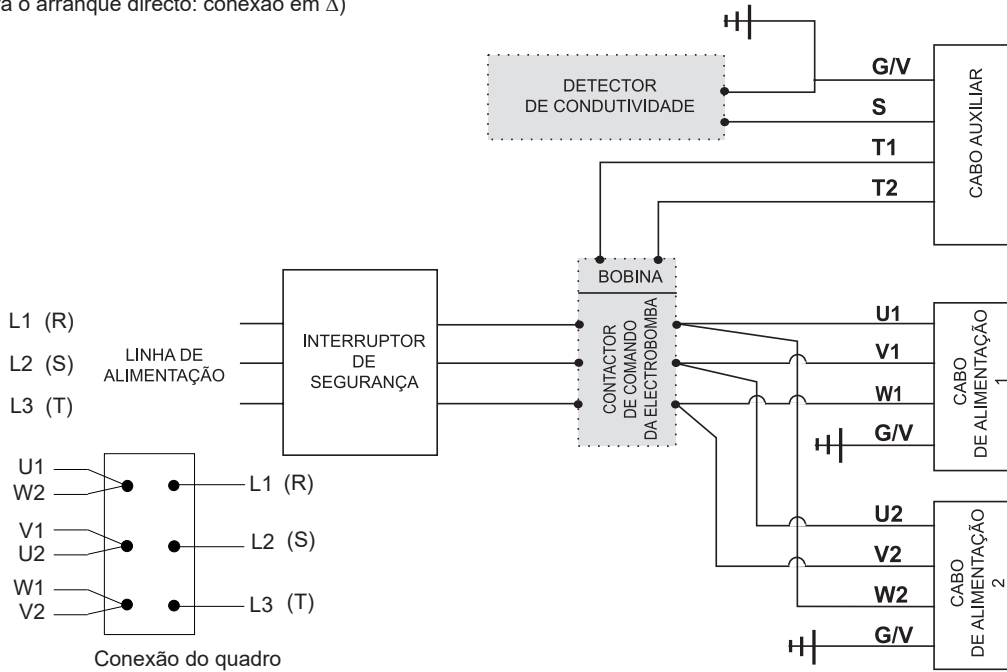 o arranque directo: conexão em Δ)
G/V
S
T1
T2
CABO AUXILIAR
DETECTOR
DE CONDUTIVIDADE
BOBINA
CONTACTOR
DE COMANDO
DA ELECTROBOMBA
L1 (R)
L2 (S)
L3 (T)
LINHA DE
ALIMENTAÇÃO
INTERRUPTOR
DE
SEGURANÇA
U1
V1
W1
G/V
CABO
DE ALIMENTAÇÃO
1
U2
V2
W2
G/V
CABO
DE ALIMENTAÇÃO
2
U1
W2
V1
U2
W1
V2
L1 (R)
L2 (S)
L3 (T)
Conexão do quadro